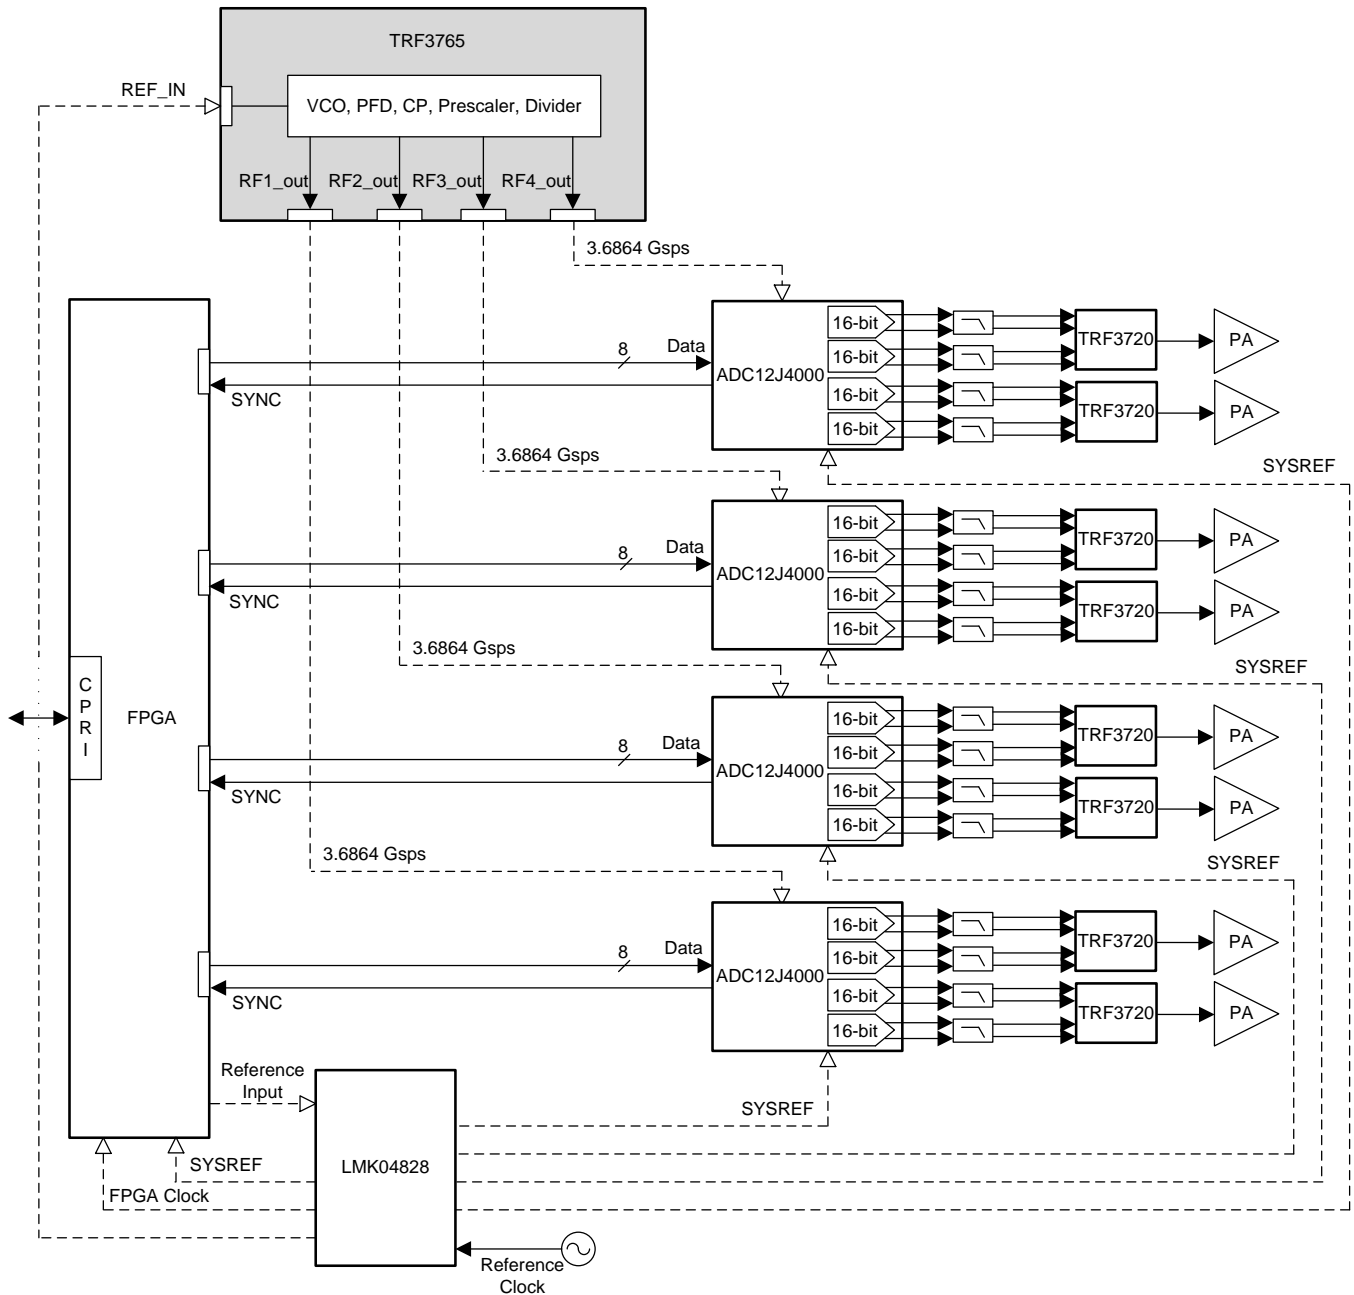 TRF3765
REF_IN
VCO, PFD, CP, Prescaler, Divider
RF1_out
RF2_out
RF3_out
RF4_out
3.6864 Gsps
16-bit
16-bit
16-bit
16-bit
ADC12J4000
8
Data
SYNC
TRF3720
PA
TRF3720
PA
3.6864 Gsps
SYSREF
16-bit
16-bit
16-bit
16-bit
ADC12J4000
8
Data
SYNC
TRF3720
PA
TRF3720
PA
3.6864 Gsps
SYSREF
C
P
R
I
FPGA
16-bit
16-bit
16-bit
16-bit
ADC12J4000
8
Data
SYNC
TRF3720
PA
TRF3720
PA
3.6864 Gsps
SYSREF
16-bit
16-bit
16-bit
16-bit
ADC12J4000
8
Data
SYNC
TRF3720
PA
TRF3720
PA
Reference
Input
SYSREF
LMK04828
SYSREF
FPGA Clock
Reference
Clock